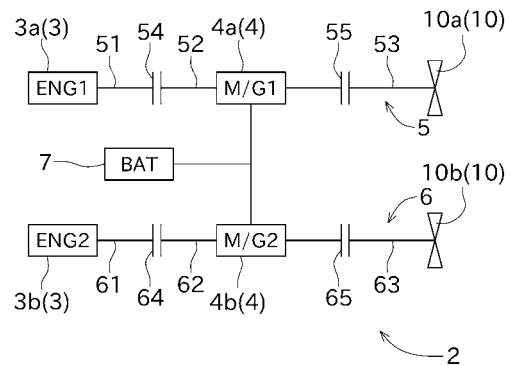 3a(3) 51 54 52 4a(4) 55 53 10a(10)
ENG1 M/G1
5
7 BAT
10b(10)
6
ENG2 M/G2
3b(3) 61 64 62 4b(4) 65 63
2